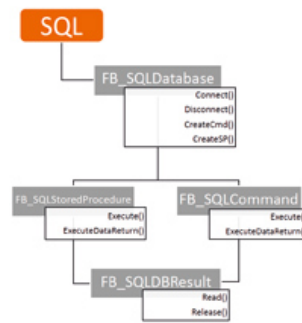 SQL
FB_SQLDatabase
Connect()
Disconnect()
CreateCmd()
CreateSP()
FB_SQLStoredProcedure
Execute()
ExecuteDataReturn()
FB_SQLCommand
Execute()
ExecuteDataReturn()
FB_SQLDBResult
Read()
Release()